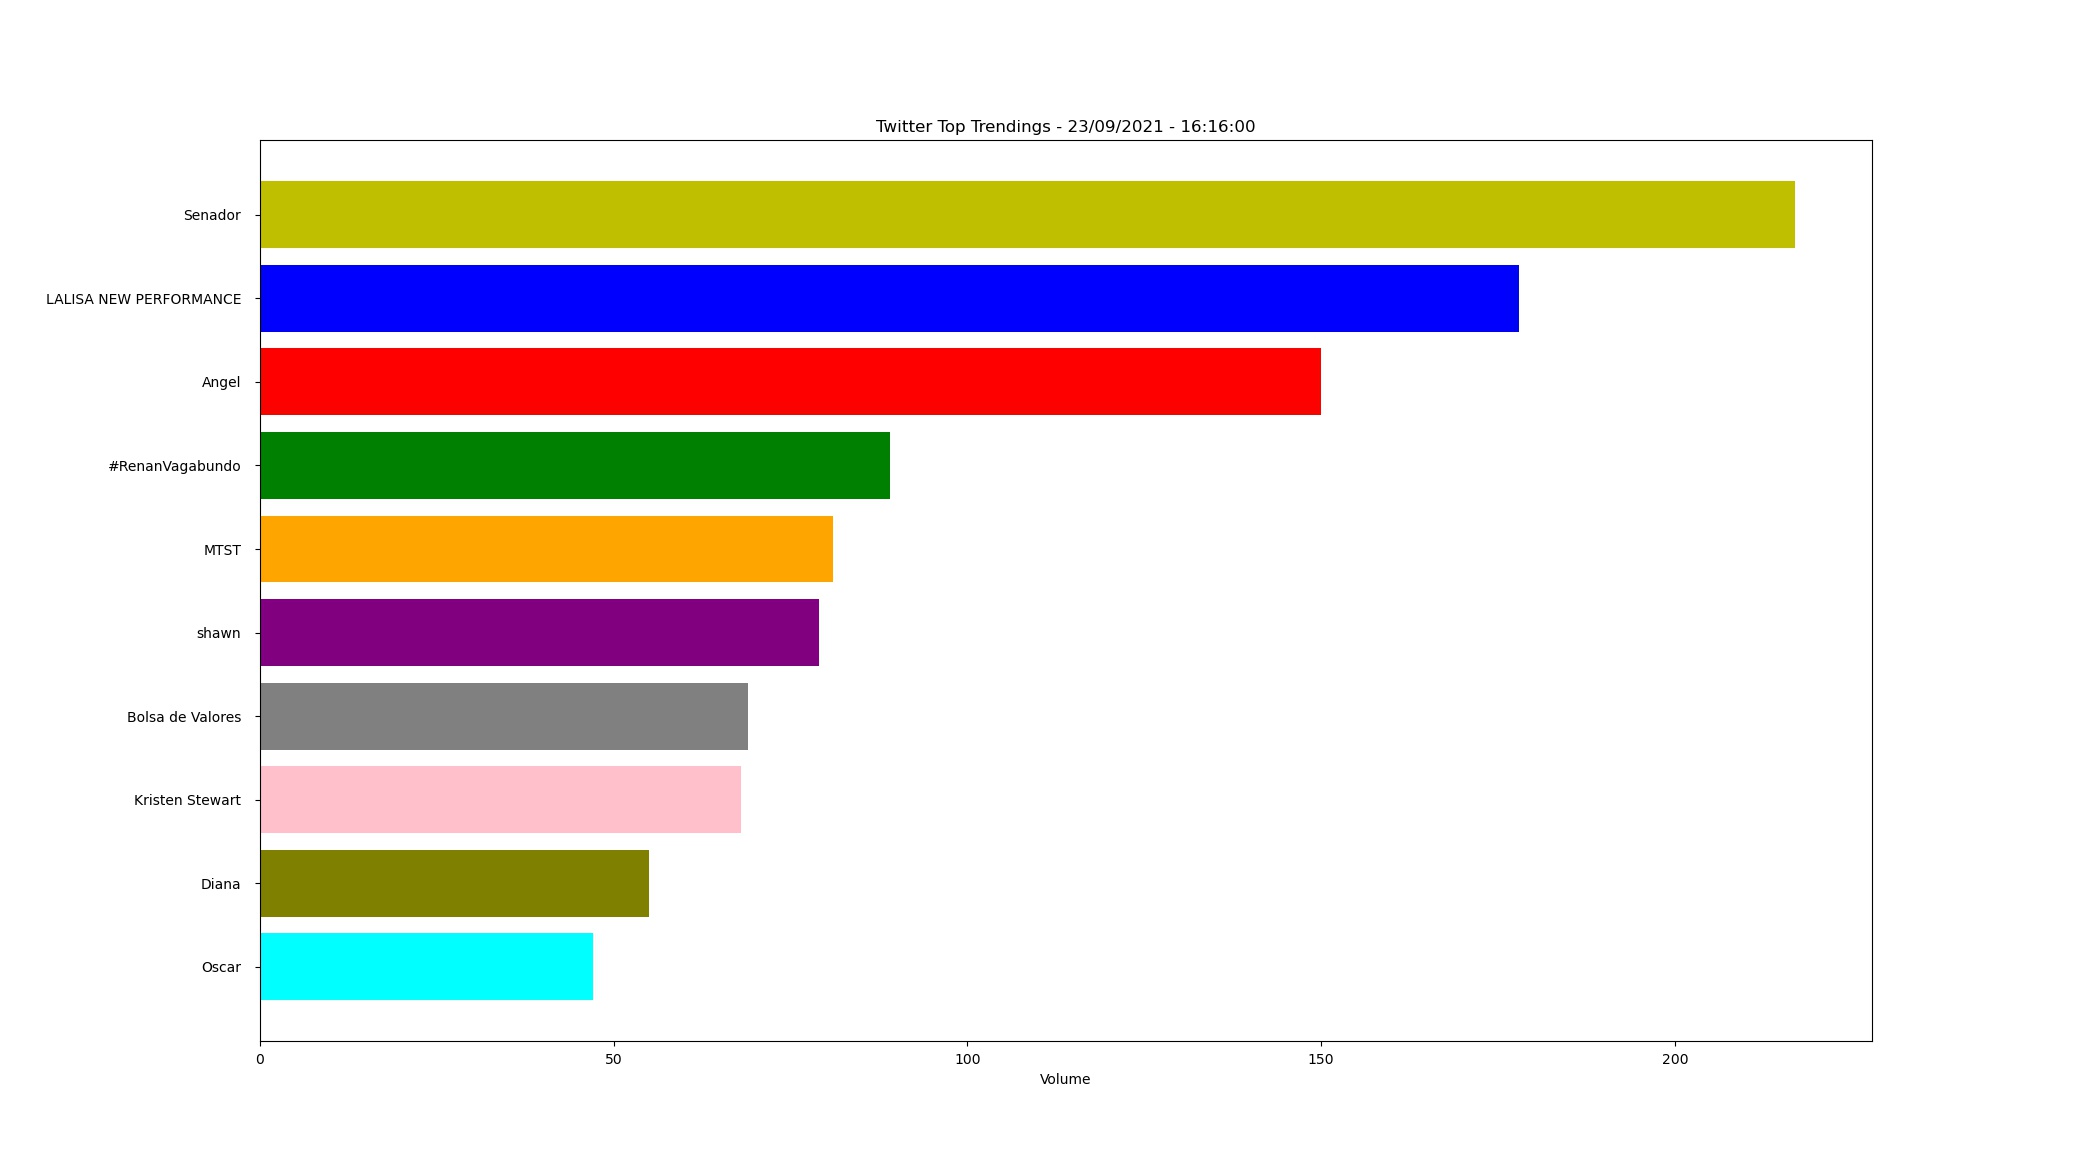 Twitter Top Trendings - 23/09/2021 - 16:16:00
Senador
LALISA NEW PERFORMANCE
Angel
#RenanVagabundo
MTST
shawn
Bolsa de Valores
Kristen Stewart
Diana
Oscar
0 50 100 150 200
Volume